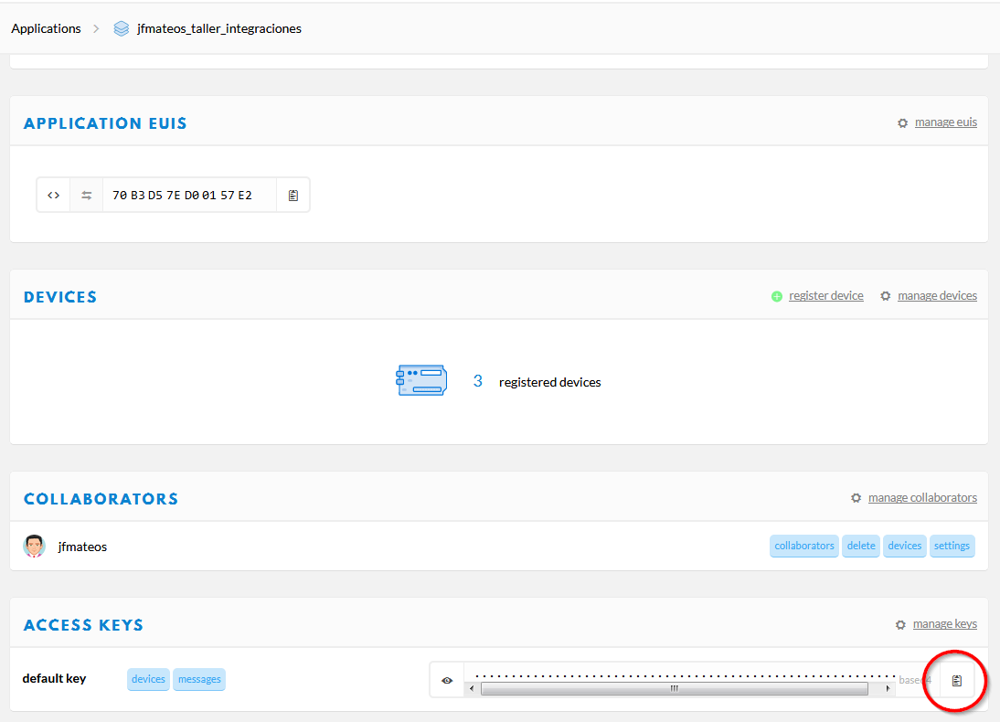 Applications > jfmateos_taller_integraciones
APPLICATION EUIS
manage euis
<> 70 B3 D5 7E D0 01 57 E2
DEVICES
register device manage devices
3 registered devices
COLLABORATORS
manage collaborators
jfmateos
collaborators delete devices settings
ACCESS KEYS
manage keys
default key devices messages base64